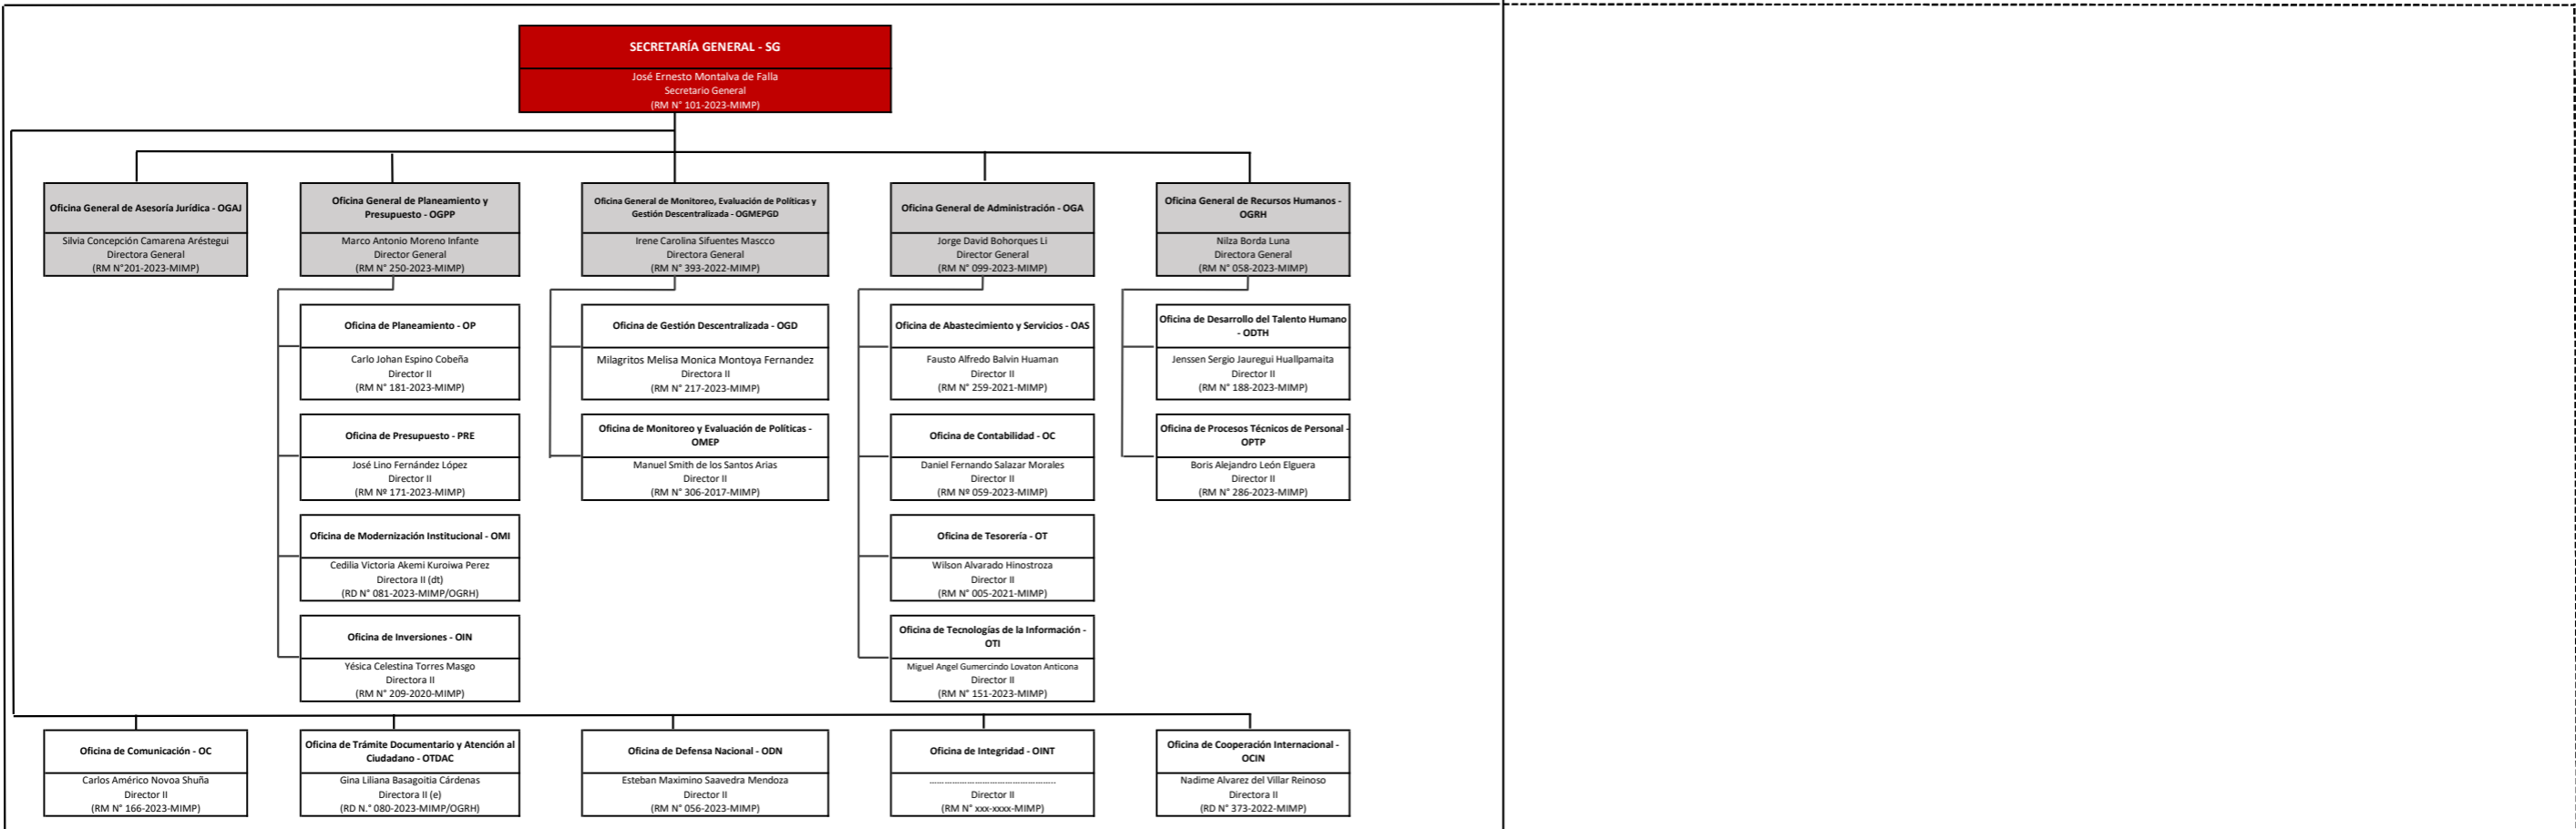 SECRETARÍA GENERAL - SG
José Ernesto Montalva de Falla
Secretario General
(RM N° 101-2023-MIMP)
Oficina General de Asesoría Jurídica - OGAJ
Silvia Concepción Camarena Aréstegui
Directora General
(RM N°201-2023-MIMP)
Oficina General de Planeamiento y
Presupuesto - OGPP
Marco Antonio Moreno Infante
Director General
(RM N° 250-2023-MIMP)
Oficina General de Monitoreo, Evaluación de Políticas y
Gestión Descentralizada - OGMEPGD
Irene Carolina Sifuentes Mascco
Directora General
(RM N° 393-2022-MIMP)
Oficina General de Administración - OGA
Jorge David Bohorques Li
Director General
(RM N° 099-2023-MIMP)
Oficina General de Recursos Humanos -
OGRH
Nilza Borda Luna
Directora General
(RM N° 058-2023-MIMP)
Oficina de Planeamiento - OP
Carlo Johan Espino Cobeña
Director II
(RM N° 181-2023-MIMP)
Oficina de Gestión Descentralizada - OGD
Milagritos Melisa Monica Montoya Fernandez
Directora II
(RM N° 217-2023-MIMP)
Oficina de Abastecimiento y Servicios - OAS
Fausto Alfredo Balvin Huaman
Director II
(RM N° 259-2021-MIMP)
Oficina de Desarrollo del Talento Humano
- ODTH
Jenssen Sergio Jauregui Huallpamaita
Director II
(RM N° 188-2023-MIMP)
Oficina de Presupuesto - PRE
José Lino Fernández López
Director II
(RM Nº 171-2023-MIMP)
Oficina de Monitoreo y Evaluación de Políticas -
OMEP
Manuel Smith de los Santos Arias
Director II
(RM N° 306-2017-MIMP)
Oficina de Contabilidad - OC
Daniel Fernando Salazar Morales
Director II
(RM Nº 059-2023-MIMP)
Oficina de Procesos Técnicos de Personal -
OPTP
Boris Alejandro León Elguera
Director II
(RM N° 286-2023-MIMP)
Oficina de Modernización Institucional - OMI
Cedilia Victoria Akemi Kuroiwa Perez
Directora II (dt)
(RD N° 081-2023-MIMP/OGRH)
Oficina de Tesorería - OT
Wilson Alvarado Hinostroza
Director II
(RM N° 005-2021-MIMP)
Oficina de Inversiones - OIN
Yésica Celestina Torres Masgo
Directora II
(RM N° 209-2020-MIMP)
Oficina de Tecnologías de la Información -
OTI
Miguel Angel Gumercindo Lovaton Anticona
Director II
(RM N° 151-2023-MIMP)
Oficina de Comunicación - OC
Carlos Américo Novoa Shuña
Director II
(RM N° 166-2023-MIMP)
Oficina de Trámite Documentario y Atención al
Ciudadano - OTDAC
Gina Liliana Basagoitia Cárdenas
Directora II (e)
(RD N.° 080-2023-MIMP/OGRH)
Oficina de Defensa Nacional - ODN
Esteban Maximino Saavedra Mendoza
Director II
(RM N° 056-2023-MIMP)
Oficina de Integridad - OINT
................................................
Director II
(RM N° xxx-xxxx-MIMP)
Oficina de Cooperación Internacional -
OCIN
Nadime Alvarez del Villar Reinoso
Directora II
(RD N° 373-2022-MIMP)